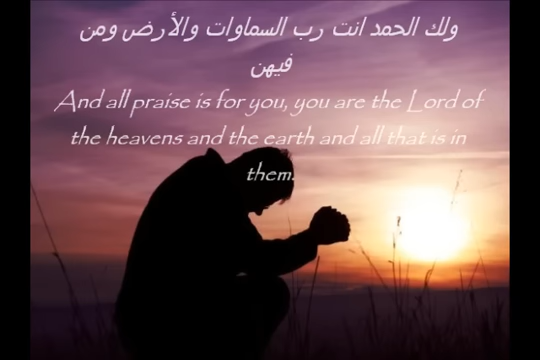 ولك الحمد انت رب السماوات والأرض ومن
فيهن
And all praise is for you, you are the Lord of
the heavens and the earth and all that is in
them.